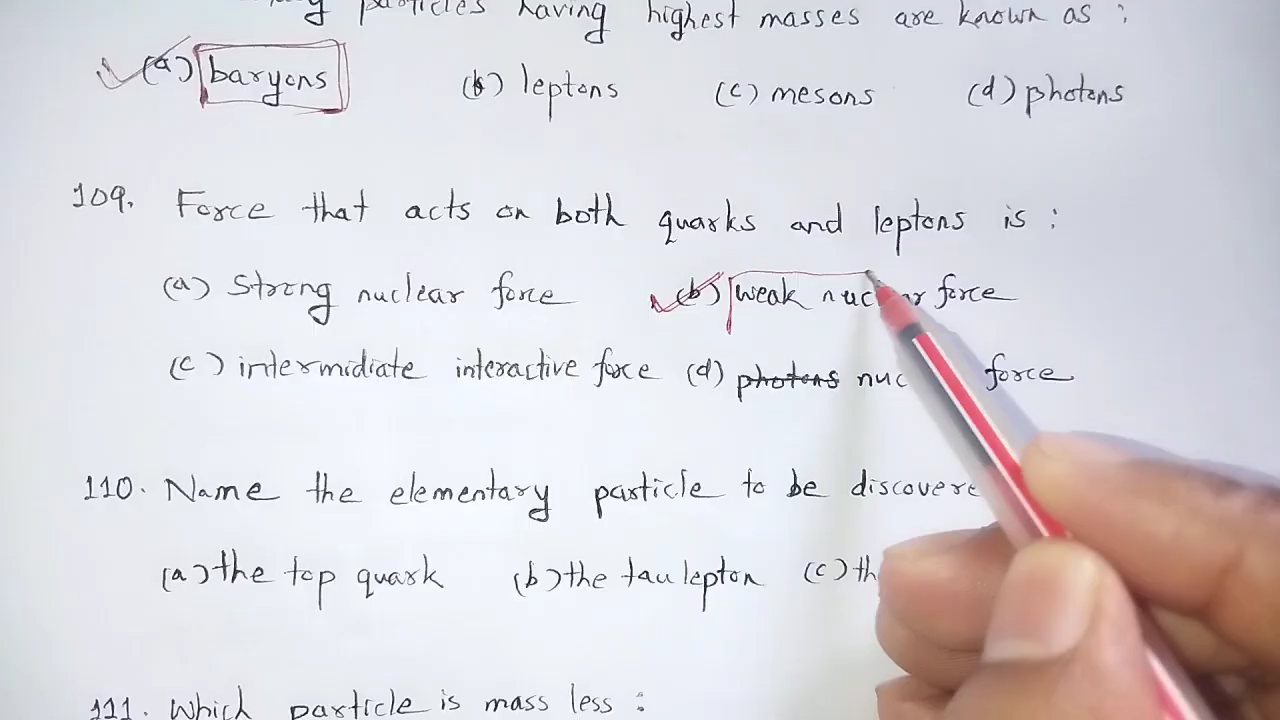 particles having highest masses are known as :
(a) baryons (b) leptons (c) mesons (d) photons
109. Force that acts on both quarks and leptons is :
(a) Strong nuclear force (b) weak nuclear force
(c) intermidiate interactive force (d) photons force
110. Name the elementary particle to be
(a) the top quark (b) the tau lepton (c)
111. Which particle is mass less :